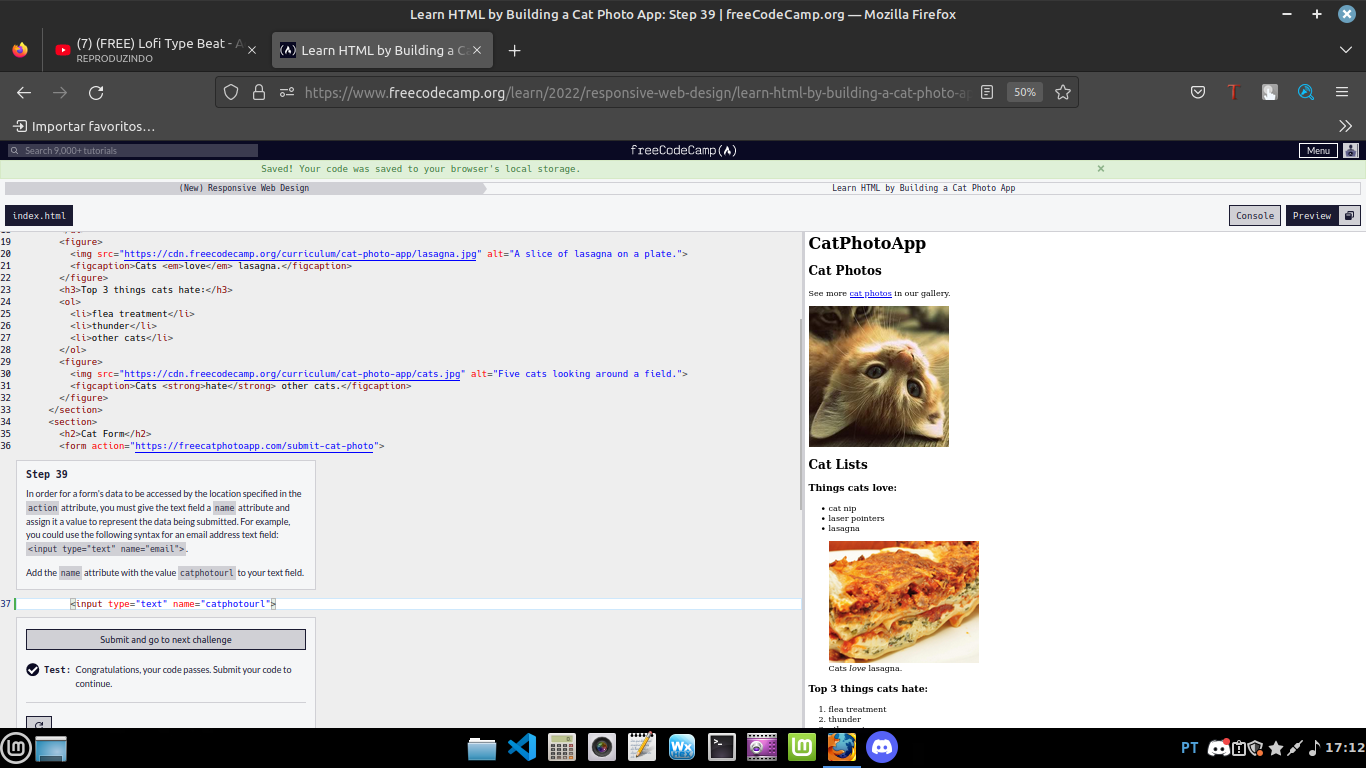 Learn HTML by Building a Cat Photo App: Step 39 | freeCodeCamp.org — Mozilla Firefox
(7) (FREE) Lofi Type Beat - A
REPRODUZINDO
Learn HTML by Building a C
https://www.freecodecamp.org/learn/2022/responsive-web-design/learn-html-by-building-a-cat-photo-ap
50%
Importar favoritos…
Search 9,000+ tutorials
freeCodeCamp(🔥)
Menu
Saved! Your code was saved to your browser's local storage.
(New) Responsive Web Design
Learn HTML by Building a Cat Photo App
index.html
Console
Preview
19 <figure>
20 <img src="https://cdn.freecodecamp.org/curriculum/cat-photo-app/lasagna.jpg" alt="A slice of lasagna on a plate.">
21 <figcaption>Cats <em>love</em> lasagna.</figcaption>
22 </figure>
23 <h3>Top 3 things cats hate:</h3>
24 <ol>
25 <li>flea treatment</li>
26 <li>thunder</li>
27 <li>other cats</li>
28 </ol>
29 <figure>
30 <img src="https://cdn.freecodecamp.org/curriculum/cat-photo-app/cats.jpg" alt="Five cats looking around a field.">
31 <figcaption>Cats <strong>hate</strong> other cats.</figcaption>
32 </figure>
33 </section>
34 <section>
35 <h2>Cat Form</h2>
36 <form action="https://freecatphotoapp.com/submit-cat-photo">
Step 39
In order for a form's data to be accessed by the location specified in the
action attribute, you must give the text field a name attribute and
assign it a value to represent the data being submitted. For example,
you could use the following syntax for an email address text field:
<input type="text" name="email">.
Add the name attribute with the value catphotourl to your text field.
37 <input type="text" name="catphotourl">
Submit and go to next challenge
Test: Congratulations, your code passes. Submit your code to
continue.
CatPhotoApp
Cat Photos
See more cat photos in our gallery.
Cat Lists
Things cats love:
• cat nip
• laser pointers
• lasagna
Cats love lasagna.
Top 3 things cats hate:
1. flea treatment
2. thunder
PT
17:12